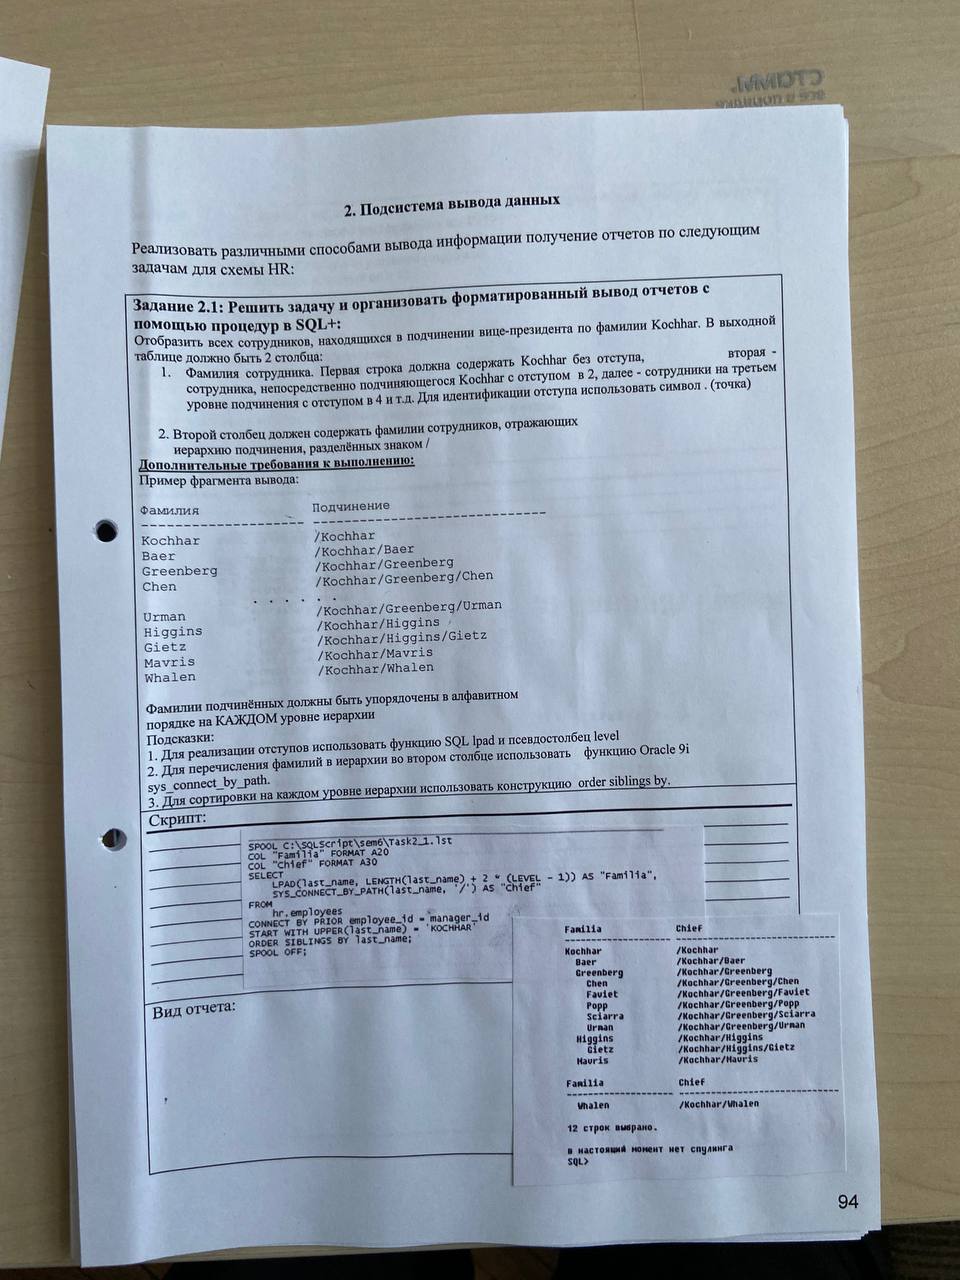 стамм.
все в порядке
2. Подсистема вывода данных
Реализовать различными способами вывода информации получение отчетов по следующим
задачам для схемы HR:
Задание 2.1: Решить задачу и организовать форматированный вывод отчетов с
помощью процедур в SQL+:
Отобразить всех сотрудников, находящихся в подчинении вице-президента по фамилии Kochhar. В выходной
таблице должно быть 2 столбца:
1. Фамилия сотрудника. Первая строка должна содержать Kochhar без отступа, вторая -
сотрудника, непосредственно подчиняющегося Kochhar с отступом в 2, далее - сотрудники на третьем
уровне подчинения с отступом в 4 и т.д. Для идентификации отступа использовать символ . (точка)
2. Второй столбец должен содержать фамилии сотрудников, отражающих
иерархию подчинения, разделённых знаком /
Дополнительные требования к выполнению:
Пример фрагмента вывода:
Фамилия Подчинение
-------------------- ----------------------------
Kochhar /Kochhar
Baer /Kochhar/Baer
Greenberg /Kochhar/Greenberg
Chen /Kochhar/Greenberg/Chen
. . . . . .
Urman /Kochhar/Greenberg/Urman
Higgins /Kochhar/Higgins
Gietz /Kochhar/Higgins/Gietz
Mavris /Kochhar/Mavris
Whalen /Kochhar/Whalen
Фамилии подчинённых должны быть упорядочены в алфавитном
порядке на КАЖДОМ уровне иерархии
Подсказки:
1. Для реализации отступов использовать функцию SQL lpad и псевдостолбец level
2. Для перечисления фамилий в иерархии во втором столбце использовать функцию Oracle 9i
sys_connect_by_path.
3. Для сортировки на каждом уровне иерархии использовать конструкцию order siblings by.
Скрипт:
SPOOL C:\SQLScript\sem6\Task2_1.lst
COL "Familia" FORMAT A20
COL "Chief" FORMAT A30
SELECT
LPAD(last_name, LENGTH(last_name) + 2 * (LEVEL - 1)) AS "Familia",
SYS_CONNECT_BY_PATH(last_name, '/') AS "Chief"
FROM
hr.employees
CONNECT BY PRIOR employee_id = manager_id
START WITH UPPER(last_name) = 'KOCHHAR'
ORDER SIBLINGS BY last_name;
SPOOL OFF;
Вид отчета:
Familia Chief
-------------------- ------------------------------
Kochhar /Kochhar
Baer /Kochhar/Baer
Greenberg /Kochhar/Greenberg
Chen /Kochhar/Greenberg/Chen
Faviet /Kochhar/Greenberg/Faviet
Popp /Kochhar/Greenberg/Popp
Sciarra /Kochhar/Greenberg/Sciarra
Urman /Kochhar/Greenberg/Urman
Higgins /Kochhar/Higgins
Gietz /Kochhar/Higgins/Gietz
Mavris /Kochhar/Mavris
Familia Chief
-------------------- ------------------------------
Whalen /Kochhar/Whalen
12 строк выбрано.
в настоящий момент нет спулинга
SQL>
94